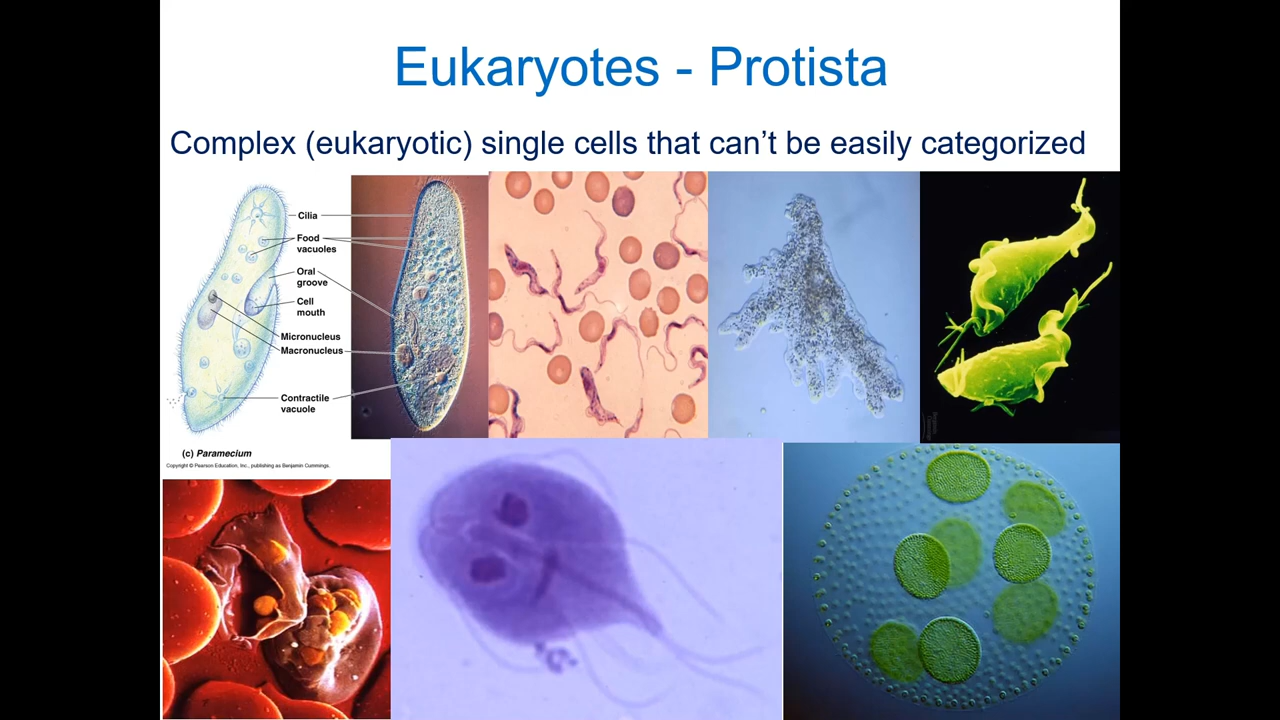 Eukaryotes - Protista
Complex (eukaryotic) single cells that can't be easily categorized
Cilia
Food
vacuoles
Oral
groove
Cell
mouth
Micronucleus
Macronucleus
Contractile
vacuole
(c) Paramecium
Copyright © Pearson Education, Inc., publishing as Benjamin Cummings.